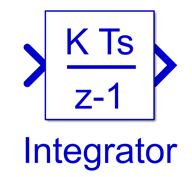 K Ts
z-1
Integrator